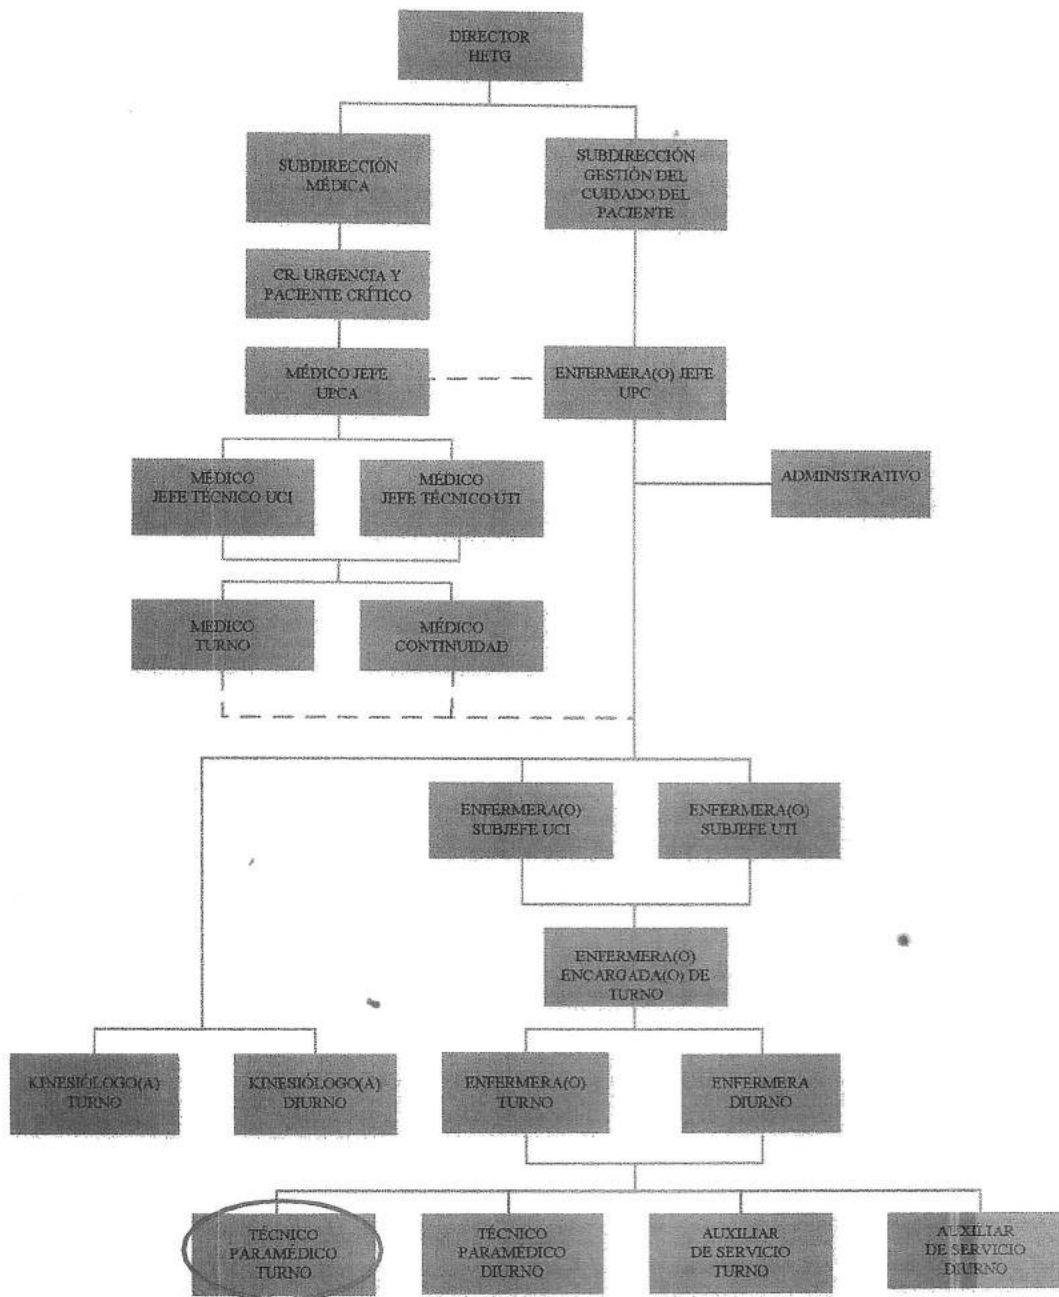 DIRECTOR
HETG
SUBDIRECCIÓN
MÉDICA
SUBDIRECCIÓN
GESTIÓN DEL
CUIDADO DEL
PACIENTE
CR. URGENCIA Y
PACIENTE CRÍTICO
MÉDICO JEFE
UPCA
ENFERMERA(O) JEFE
UPC
MÉDICO
JEFE TÉCNICO UCI
MÉDICO
JEFE TÉCNICO UTI
ADMINISTRATIVO
MEDICO
TURNO
MÉDICO
CONTINUIDAD
ENFERMERA(O)
SUBJEFE UCI
ENFERMERA(O)
SUBJEFE UTI
ENFERMERA(O)
ENCARGADA(O) DE
TURNO
KINESIÓLOGO(A)
TURNO
KINESIÓLOGO(A)
DIURNO
ENFERMERA(O)
TURNO
ENFERMERA
DIURNO
TÉCNICO
PARAMÉDICO
TURNO
TÉCNICO
PARAMÉDICO
DIURNO
AUXILIAR
DE SERVICIO
TURNO
AUXILIAR
DE SERVICIO
DIURNO